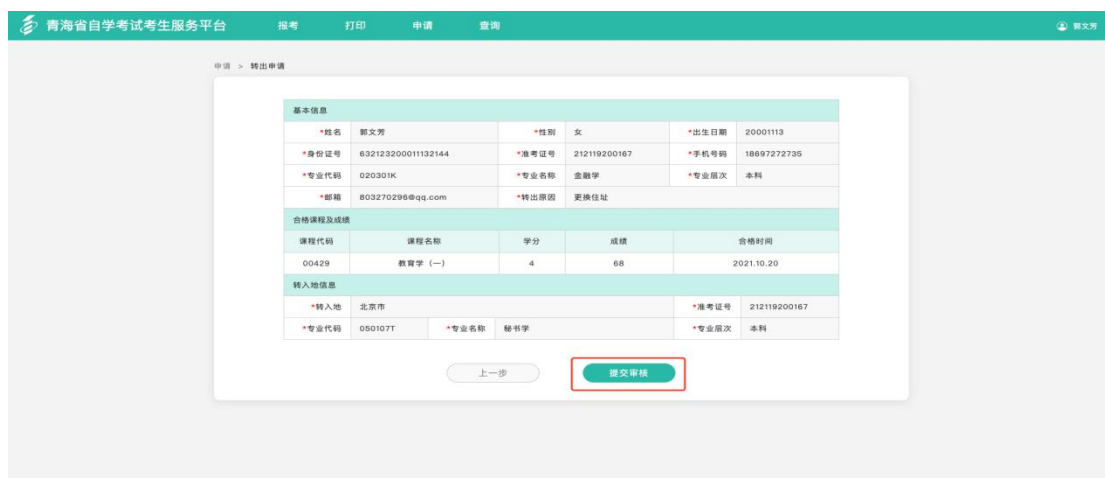 青海省自学考试考生服务平台 报考 打印 申请 查询 郭文芳
申请 > 转出申请
基本信息
*姓名 郭文芳 *性别 女 *出生日期 20001113
*身份证号 632123200011132144 *准考证号 212119200167 *手机号码 18697272735
*专业代码 020301K *专业名称 金融学 *专业层次 本科
*邮箱 803270296@qq.com *转出原因 更换住址
合格课程及成绩
课程代码 课程名称 学分 成绩 合格时间
00429 教育学（一） 4 68 2021.10.20
转入地信息
*转入地 北京市 *准考证号 212119200167
*专业代码 050107T *专业名称 秘书学 *专业层次 本科
上一步 提交审核